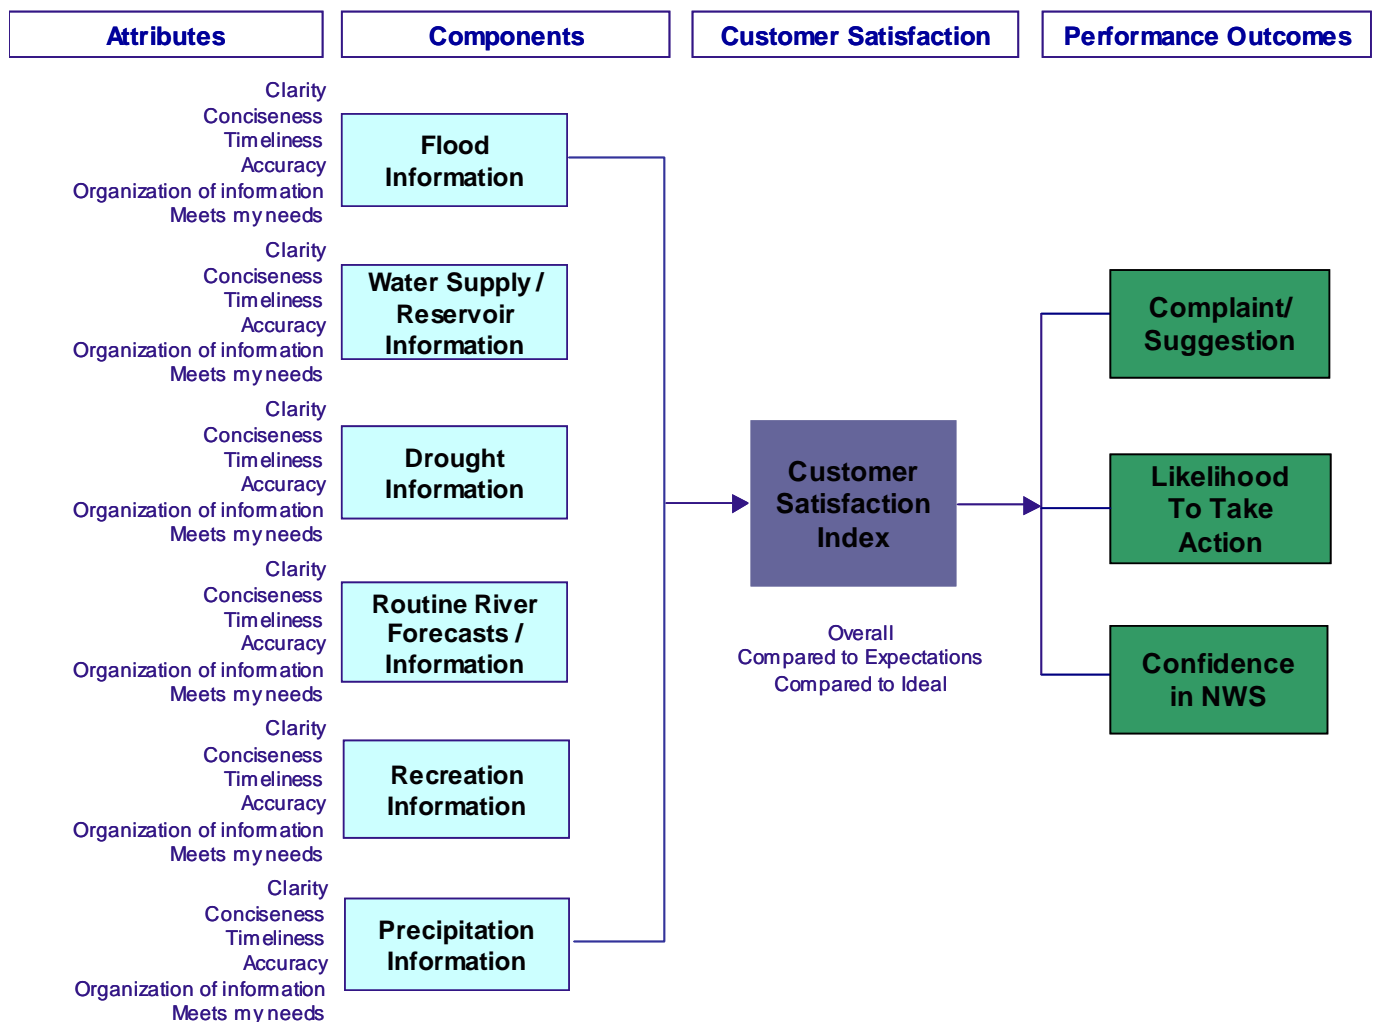 Attributes
Components
Customer Satisfaction
Performance Outcomes
Clarity
Conciseness
Timeliness
Accuracy
Organization of information
Meets my needs
Flood
Information
Clarity
Conciseness
Timeliness
Accuracy
Organization of information
Meets my needs
Water Supply /
Reservoir
Information
Clarity
Conciseness
Timeliness
Accuracy
Organization of information
Meets my needs
Drought
Information
Clarity
Conciseness
Timeliness
Accuracy
Organization of information
Meets my needs
Routine River
Forecasts /
Information
Clarity
Conciseness
Timeliness
Accuracy
Organization of information
Meets my needs
Recreation
Information
Clarity
Conciseness
Timeliness
Accuracy
Organization of information
Meets my needs
Precipitation
Information
Customer
Satisfaction
Index
Overall
Compared to Expectations
Compared to Ideal
Complaint/
Suggestion
Likelihood
To Take
Action
Confidence
in NWS